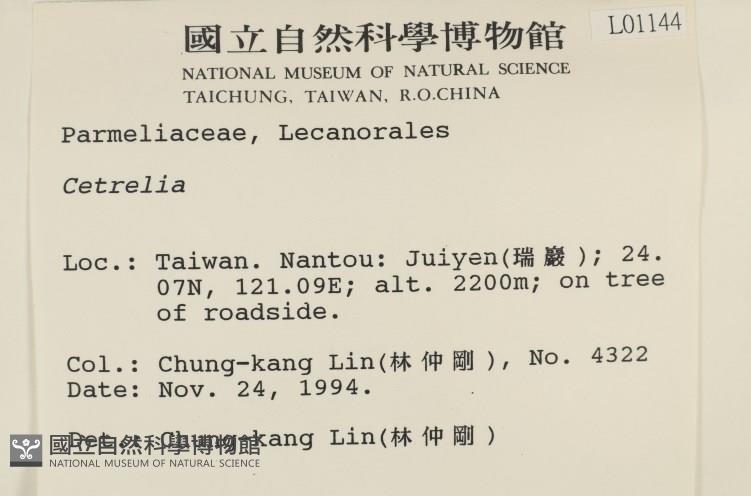 國立自然科學博物館
L01144
NATIONAL MUSEUM OF NATURAL SCIENCE
TAICHUNG, TAIWAN, R.O.CHINA
Parmeliaceae, Lecanorales
Cetrelia
Loc.: Taiwan. Nantou: Juiyen(瑞巖); 24.
07N, 121.09E; alt. 2200m; on tree
of roadside.
Col.: Chung-kang Lin(林仲剛), No. 4322
Date: Nov. 24, 1994.
Det.: Chung-kang Lin(林仲剛)
國立自然科學博物館
NATIONAL MUSEUM OF NATURAL SCIENCE